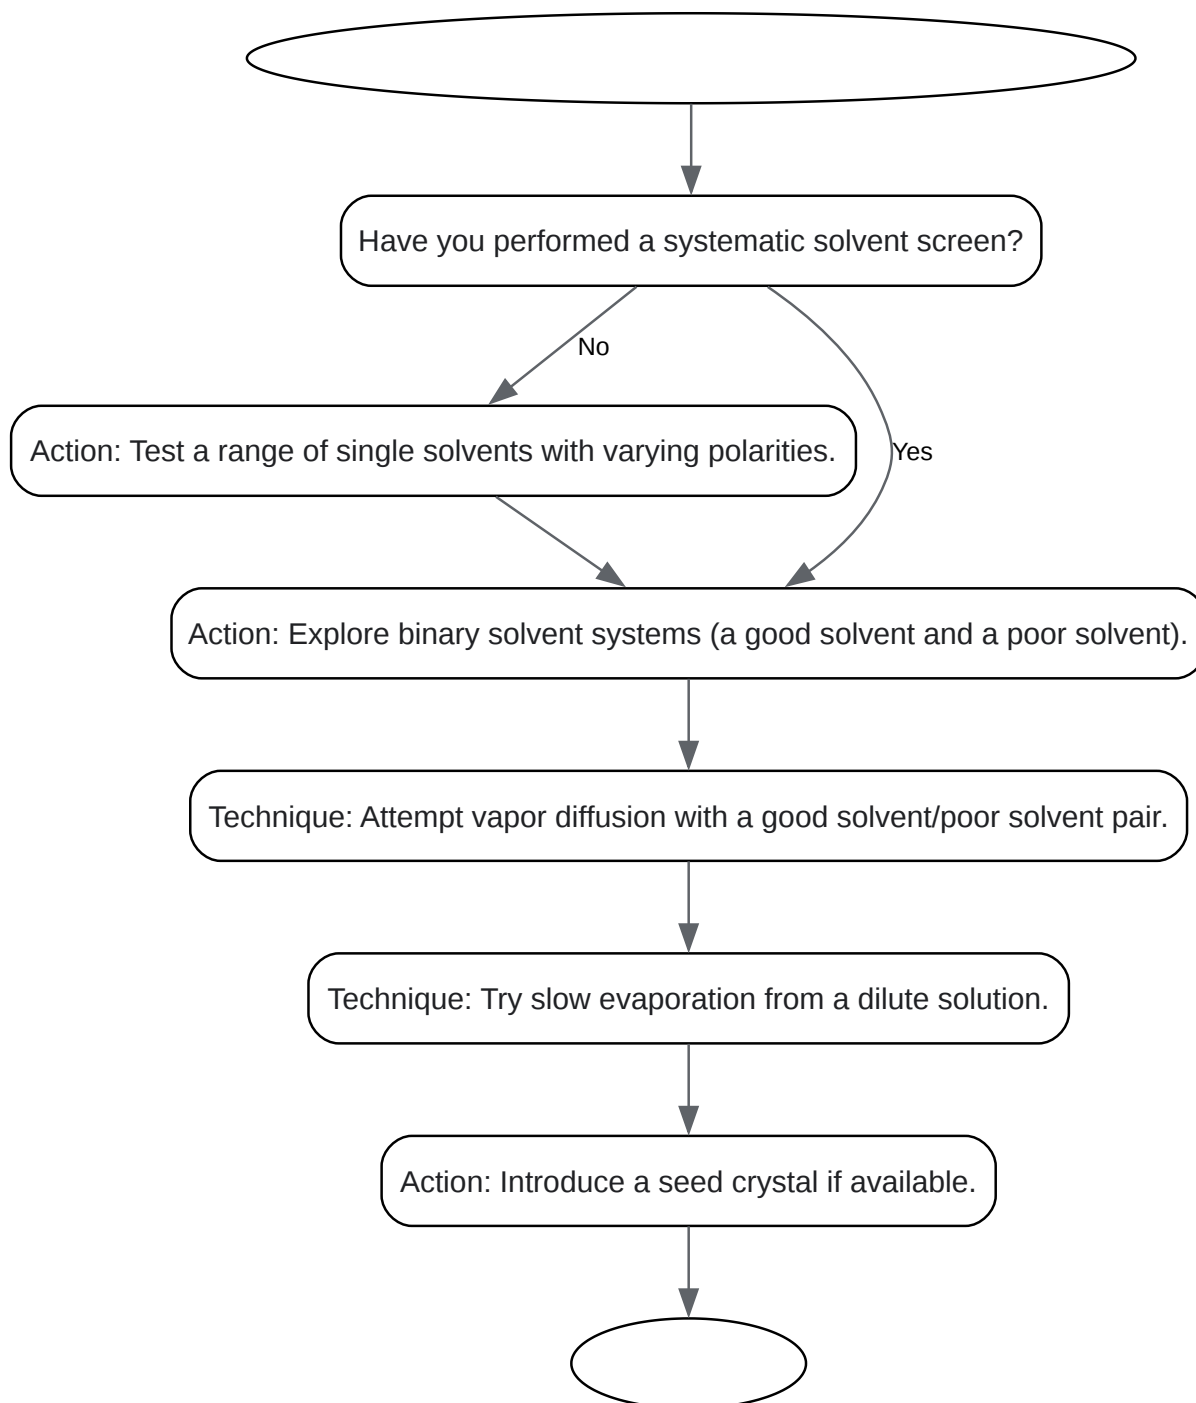 Have you performed a systematic solvent screen?
No
Action: Test a range of single solvents with varying polarities.
Yes
Action: Explore binary solvent systems (a good solvent and a poor solvent).
Technique: Attempt vapor diffusion with a good solvent/poor solvent pair.
Technique: Try slow evaporation from a dilute solution.
Action: Introduce a seed crystal if available.